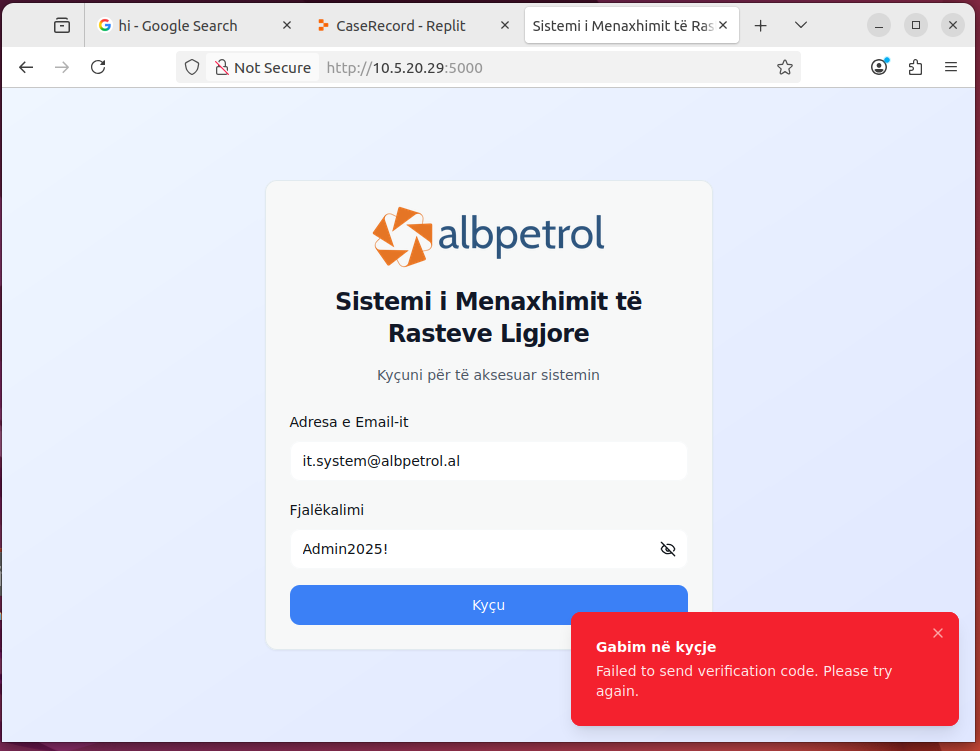 hi - Google Search
CaseRecord - Replit
Sistemi i Menaxhimit të Ras
Not Secure
http://10.5.20.29:5000
albpetrol
Sistemi i Menaxhimit të
Rasteve Ligjore
Kyçuni për të aksesuar sistemin
Adresa e Email-it
it.system@albpetrol.al
Fjalëkalimi
Admin2025!
Kyçu
Gabim në kyçje
Failed to send verification code. Please try
again.